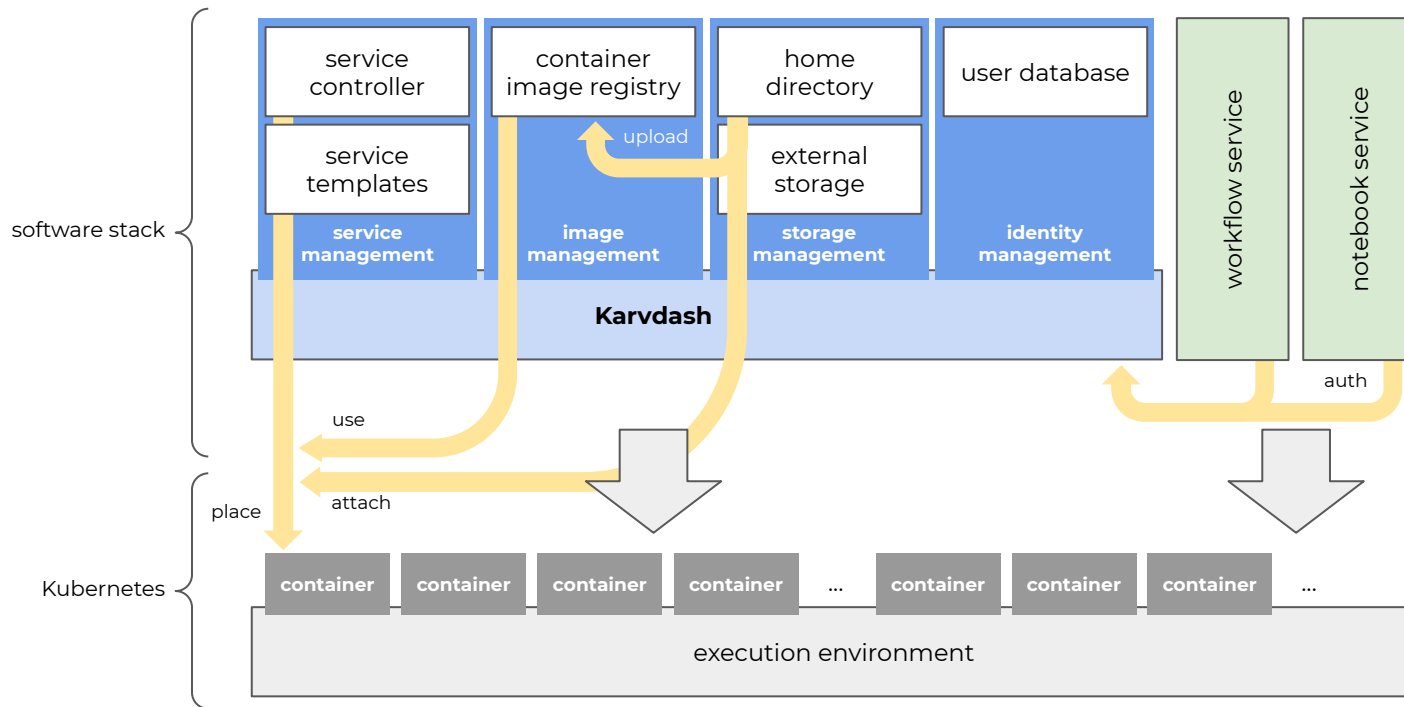 service
controller
container
image registry
home
directory
user database
upload
service
templates
external
storage
service
management
image
management
storage
management
identity
management
workflow service
notebook service
software stack
Karvdash
auth
use
attach
place
Kubernetes
container
container
container
container
...
container
container
container
...
execution environment